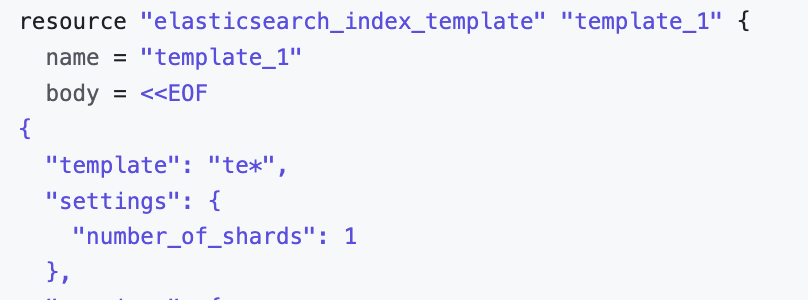 resource "elasticsearch_index_template" "template_1" {
  name = "template_1"
  body = <<EOF
{
  "template": "te*",
  "settings": {
    "number_of_shards": 1
  },